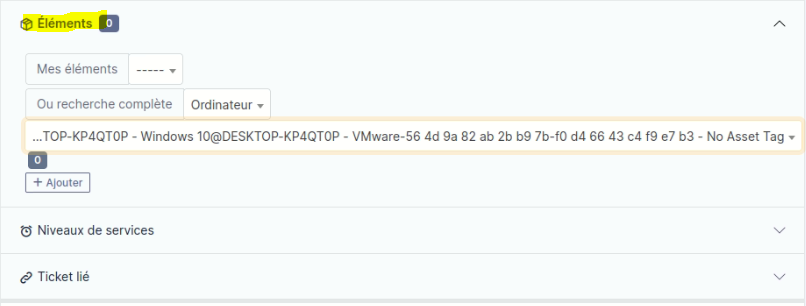 Éléments 0
Mes éléments -----
Ou recherche complète Ordinateur
...TOP-KP4QT0P - Windows 10@DESKTOP-KP4QT0P - VMware-56 4d 9a 82 ab 2b b9 7b-f0 d4 66 43 c4 f9 e7 b3 - No Asset Tag
0
+ Ajouter
Niveaux de services
Ticket lié